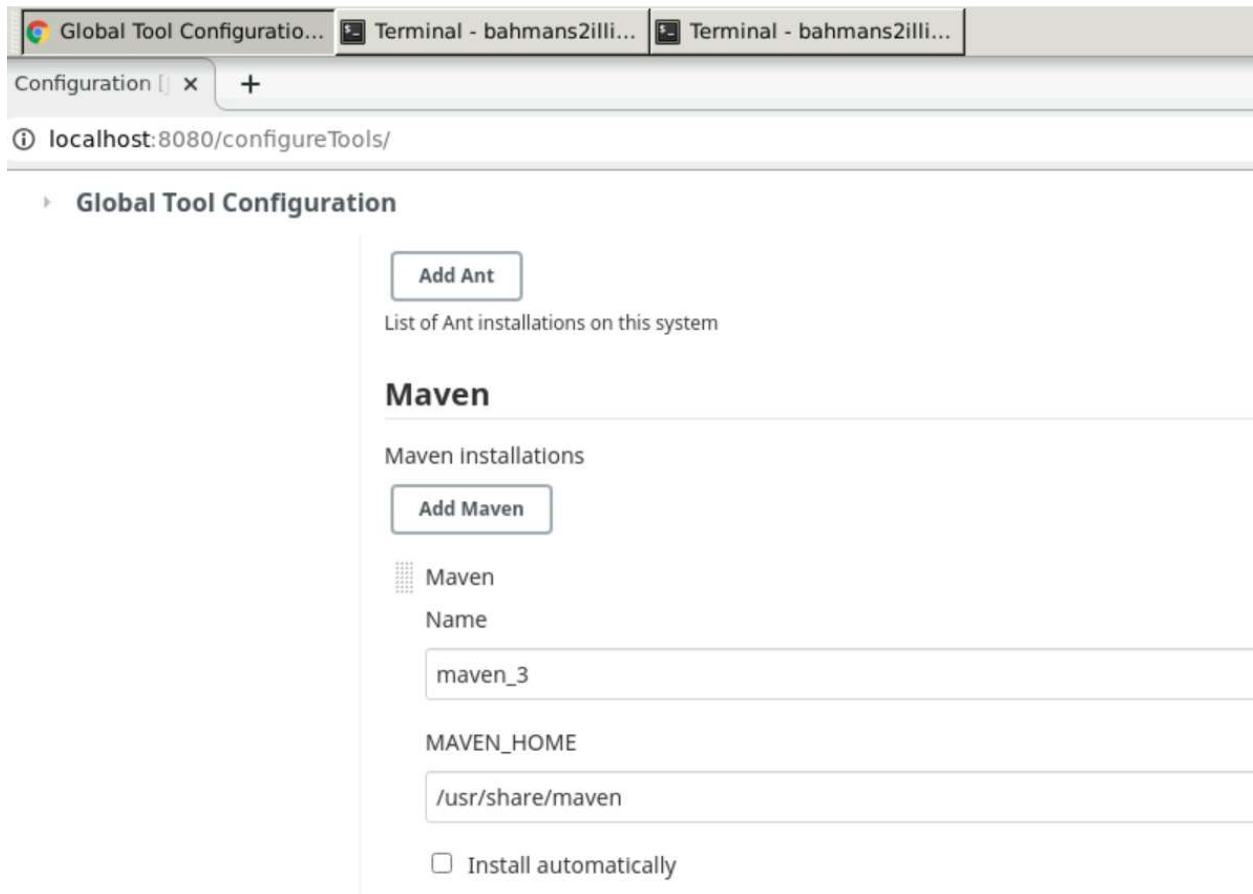 Global Tool Configuratio... Terminal - bahmans2illi... Terminal - bahmans2illi...
Configuration [
localhost:8080/configureTools/
Global Tool Configuration
Add Ant
List of Ant installations on this system
Maven
Maven installations
Add Maven
Maven
Name
maven_3
MAVEN_HOME
/usr/share/maven
Install automatically